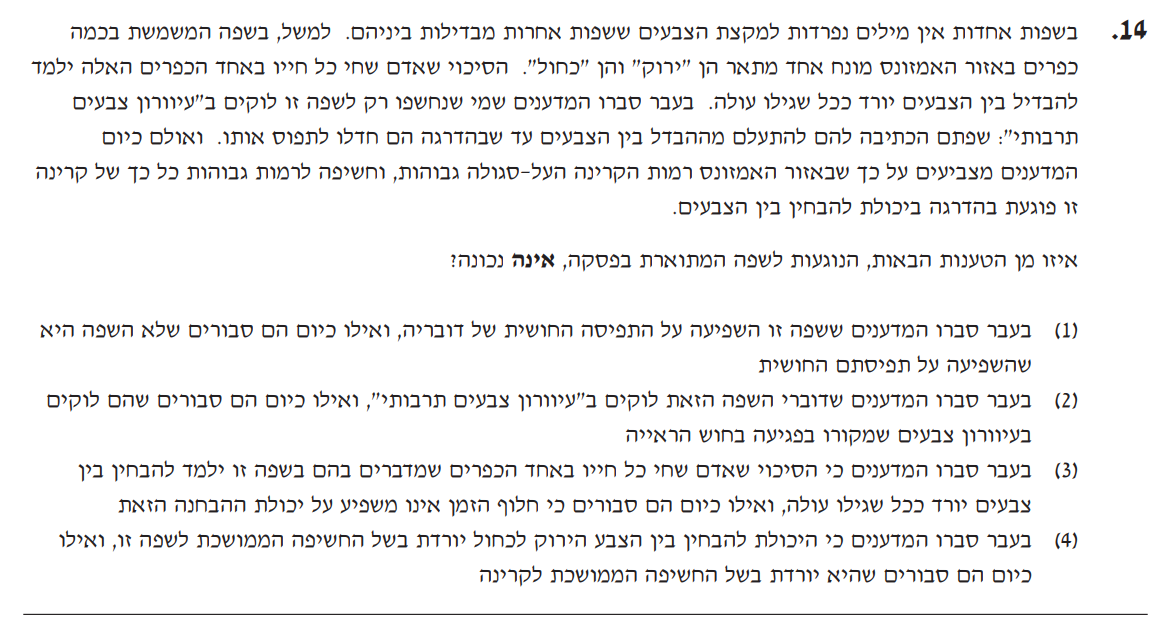 14. בשפות אחדות אין מילים נפרדות למקצת הצבעים ששפות אחרות מבדילות ביניהם. למשל, בשפה המשמשת בכמה
כפרים באזור האמזונס מונח אחד מתאר הן "ירוק" והן "כחול". הסיכוי שאדם שחי כל חייו באחד הכפרים האלה ילמד
להבדיל בין הצבעים יורד ככל שגילו עולה. בעבר סברו המדענים שמי שנחשפו רק לשפה זו לוקים ב"עיוורון צבעים
תרבותי": שפתם הכתיבה להם להתעלם מההבדל בין הצבעים עד שבהדרגה הם חדלו לתפוס אותו. ואולם כיום
המדענים מצביעים על כך שבאזור האמזונס רמות הקרינה העל-סגולה גבוהות, וחשיפה לרמות גבוהות כל כך של קרינה
זו פוגעת בהדרגה ביכולת להבחין בין הצבעים.
איזו מן הטענות הבאות, הנוגעות לשפה המתוארת בפסקה, אינה נכונה?
(1) בעבר סברו המדענים ששפה זו השפיעה על התפיסה החושית של דובריה, ואילו כיום הם סבורים שלא השפה היא
שהשפיעה על תפיסתם החושית
(2) בעבר סברו המדענים שדוברי השפה הזאת לוקים ב"עיוורון צבעים תרבותי", ואילו כיום הם סבורים שהם לוקים
בעיוורון צבעים שמקורו בפגיעה בחוש הראייה
(3) בעבר סברו המדענים כי הסיכוי שאדם שחי כל חייו באחד הכפרים שמדברים בהם בשפה זו ילמד להבחין בין
צבעים יורד ככל שגילו עולה, ואילו כיום הם סבורים כי חלוף הזמן אינו משפיע על יכולת ההבחנה הזאת
(4) בעבר סברו המדענים כי היכולת להבחין בין הצבע הירוק לכחול יורדת בשל החשיפה הממושכת לשפה זו, ואילו
כיום הם סבורים שהיא יורדת בשל החשיפה הממושכת לקרינה